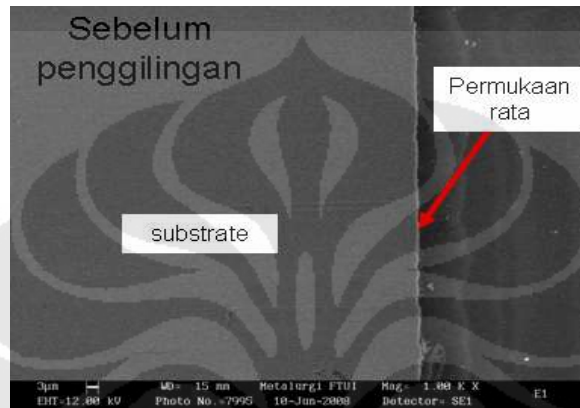 Sebelum
penggilingan
Permukaan
rata
substrate
3µm WD= 15 mm Metalurgi FTUI Mag= 1.00 K X
EHT=12.00 kV Photo No.=7995 10-Jun-2008 Detector= SE1 E1